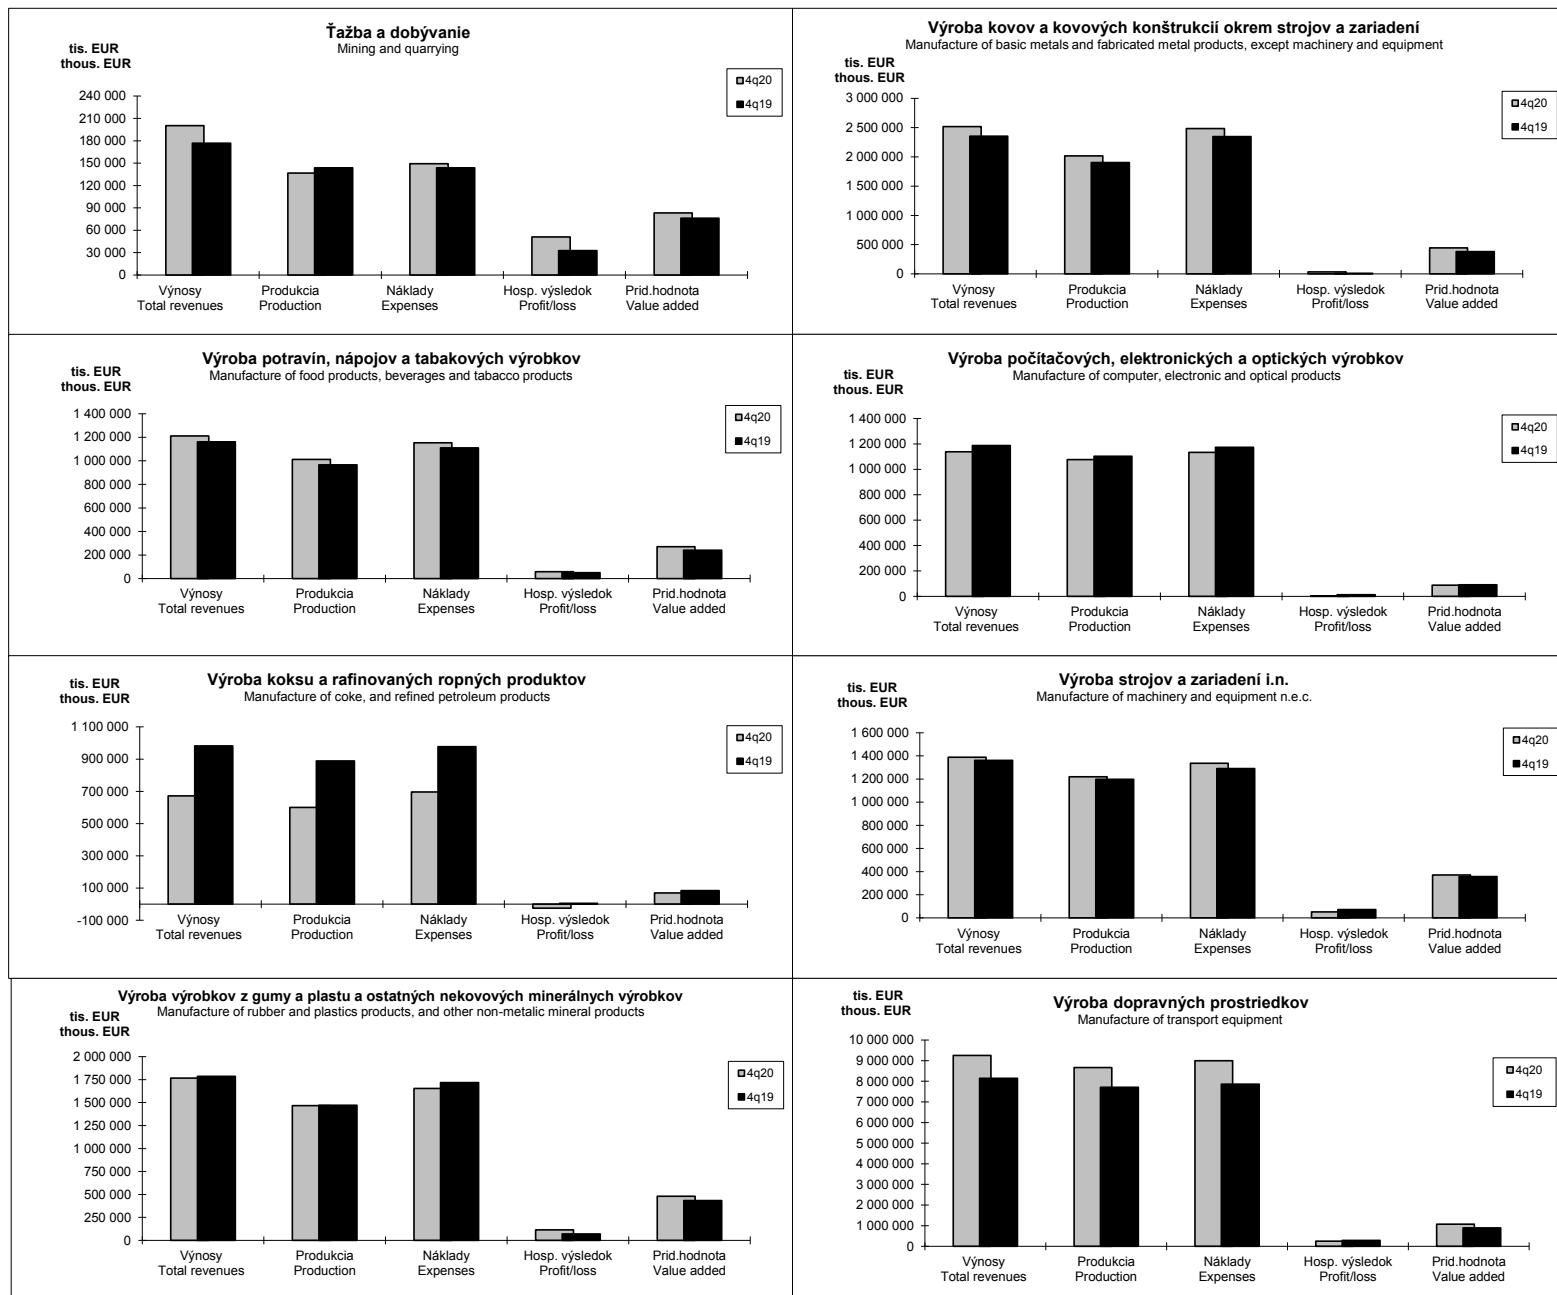 Ťažba a dobývanie
Mining and quarrying
tis. EUR
thous. EUR
4q20
4q19
240 000
210 000
180 000
150 000
120 000
90 000
60 000
30 000
0
Výnosy Produkcia Náklady Hosp. výsledok Prid.hodnota
Total revenues Production Expenses Profit/loss Value added
Výroba kovov a kovových konštrukcií okrem strojov a zariadení
Manufacture of basic metals and fabricated metal products, except machinery and equipment
tis. EUR
thous. EUR
4q20
4q19
3 000 000
2 500 000
2 000 000
1 500 000
1 000 000
500 000
0
Výnosy Produkcia Náklady Hosp. výsledok Prid.hodnota
Total revenues Production Expenses Profit/loss Value added
Výroba potravín, nápojov a tabakových výrobkov
Manufacture of food products, beverages and tabacco products
tis. EUR
thous. EUR
4q20
4q19
1 400 000
1 200 000
1 000 000
800 000
600 000
400 000
200 000
0
Výnosy Produkcia Náklady Hosp. výsledok Prid.hodnota
Total revenues Production Expenses Profit/loss Value added
Výroba počítačových, elektronických a optických výrobkov
Manufacture of computer, electronic and optical products
tis. EUR
thous. EUR
4q20
4q19
1 400 000
1 200 000
1 000 000
800 000
600 000
400 000
200 000
0
Výnosy Produkcia Náklady Hosp. výsledok Prid.hodnota
Total revenues Production Expenses Profit/loss Value added
Výroba koksu a rafinovaných ropných produktov
Manufacture of coke, and refined petroleum products
tis. EUR
thous. EUR
4q20
4q19
1 100 000
900 000
700 000
500 000
300 000
100 000
-100 000
Výnosy Produkcia Náklady Hosp. výsledok Prid.hodnota
Total revenues Production Expenses Profit/loss Value added
Výroba strojov a zariadení i.n.
Manufacture of machinery and equipment n.e.c.
tis. EUR
thous. EUR
4q20
4q19
1 600 000
1 400 000
1 200 000
1 000 000
800 000
600 000
400 000
200 000
0
Výnosy Produkcia Náklady Hosp. výsledok Prid.hodnota
Total revenues Production Expenses Profit/loss Value added
Výroba výrobkov z gumy a plastu a ostatných nekovových minerálnych výrobkov
Manufacture of rubber and plastics products, and other non-metalic mineral products
tis. EUR
thous. EUR
4q20
4q19
2 000 000
1 750 000
1 500 000
1 250 000
1 000 000
750 000
500 000
250 000
0
Výnosy Produkcia Náklady Hosp. výsledok Prid.hodnota
Total revenues Production Expenses Profit/loss Value added
Výroba dopravných prostriedkov
Manufacture of transport equipment
tis. EUR
thous. EUR
4q20
4q19
10 000 000
9 000 000
8 000 000
7 000 000
6 000 000
5 000 000
4 000 000
3 000 000
2 000 000
1 000 000
0
Výnosy Produkcia Náklady Hosp. výsledok Prid.hodnota
Total revenues Production Expenses Profit/loss Value added